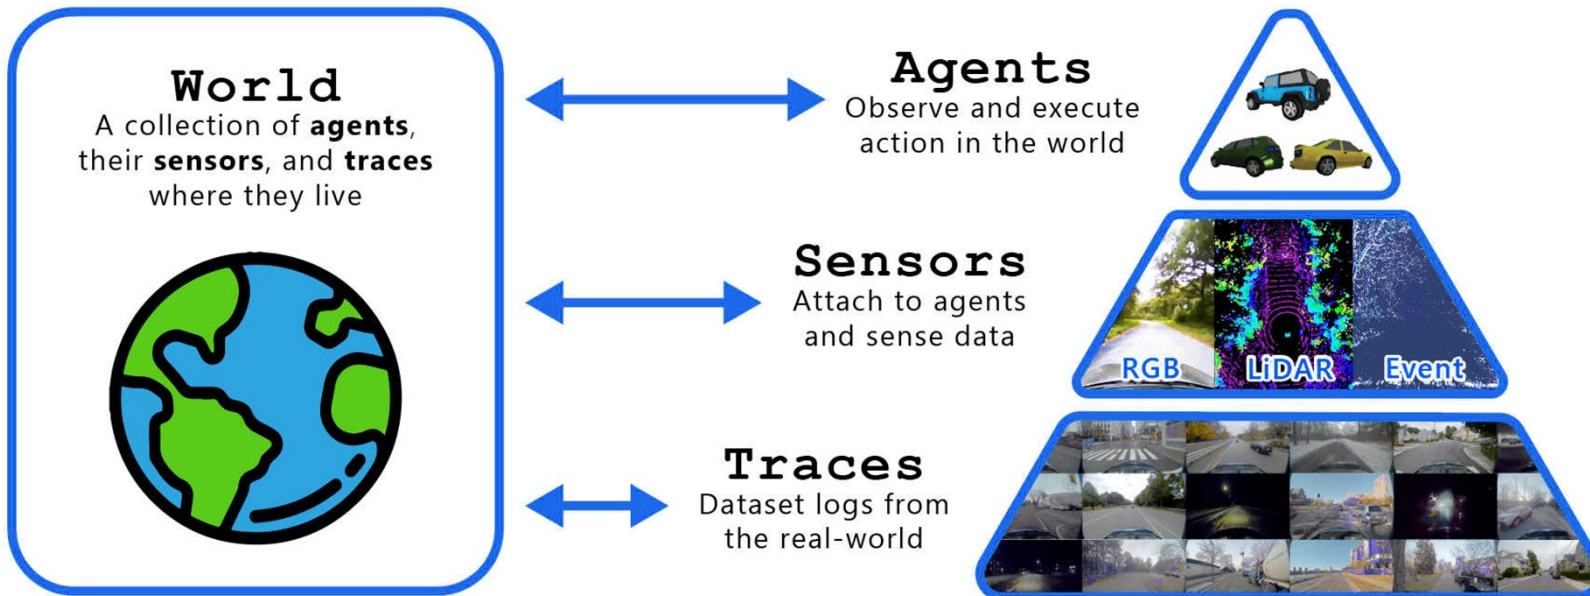 World
A collection of agents,
their sensors, and traces
where they live
Agents
Observe and execute
action in the world
Sensors
Attach to agents
and sense data
RGB
LiDAR
Event
Traces
Dataset logs from
the real-world